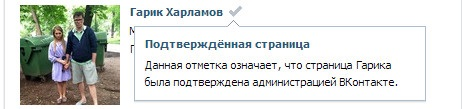 Гарик Харламов
М
Подтверждённая страница
Г
Данная отметка означает, что страница Гарика
была подтверждена администрацией ВКонтакте.